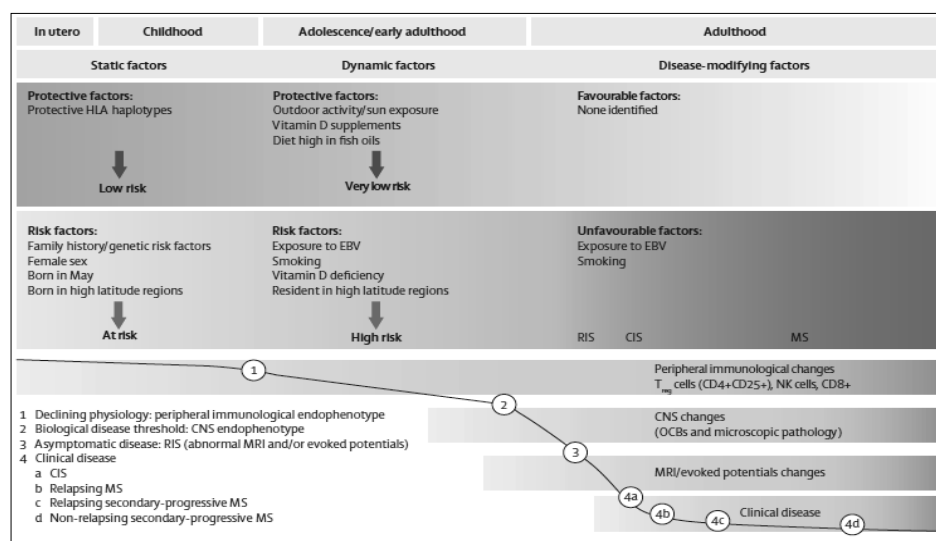 In utero
Childhood
Adolescence/early adulthood
Adulthood
Static factors
Dynamic factors
Disease-modifying factors
Protective factors:
Protective HLA haplotypes
Low risk
Protective factors:
Outdoor activity/sun exposure
Vitamin D supplements
Diet high in fish oils
Very low risk
Favourable factors:
None identified
Risk factors:
Family history/genetic risk factors
Female sex
Born in May
Born in high latitude regions
At risk
Risk factors:
Exposure to EBV
Smoking
Vitamin D deficiency
Resident in high latitude regions
High risk
Unfavourable factors:
Exposure to EBV
Smoking
RIS
CIS
MS
1
2
3
4a
4b
4c
4d
Peripheral immunological changes
Treg cells (CD4+CD25+), NK cells, CD8+
CNS changes
(OCBs and microscopic pathology)
MRI/evoked potentials changes
Clinical disease
1 Declining physiology: peripheral immunological endophenotype
2 Biological disease threshold: CNS endophenotype
3 Asymptomatic disease: RIS (abnormal MRI and/or evoked potentials)
4 Clinical disease
a CIS
b Relapsing MS
c Relapsing secondary-progressive MS
d Non-relapsing secondary-progressive MS